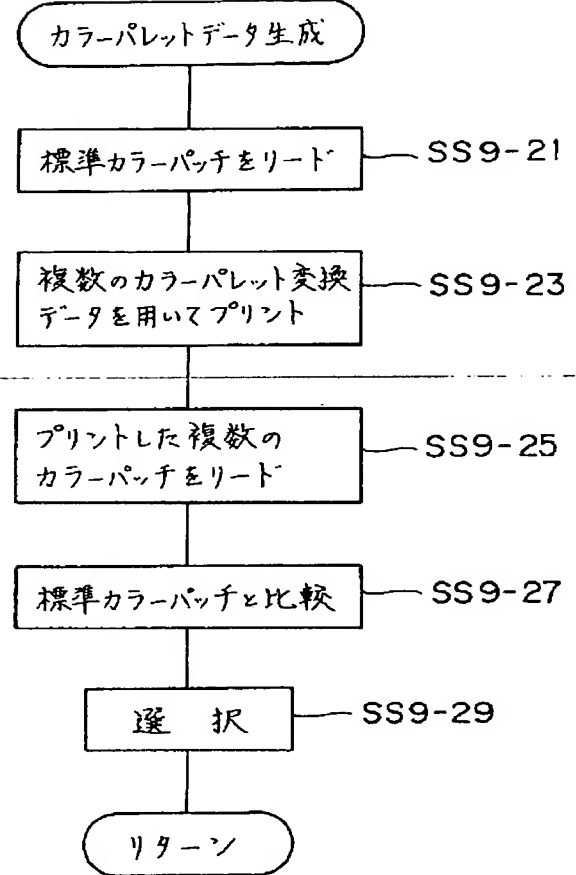 カラーパレットデータ生成
標準カラーパッチをリード
SS9-21
複数のカラーパレット変換
データを用いてプリント
SS9-23
プリントした複数の
カラーパッチをリード
SS9-25
標準カラーパッチと比較
SS9-27
選 択
SS9-29
リターン